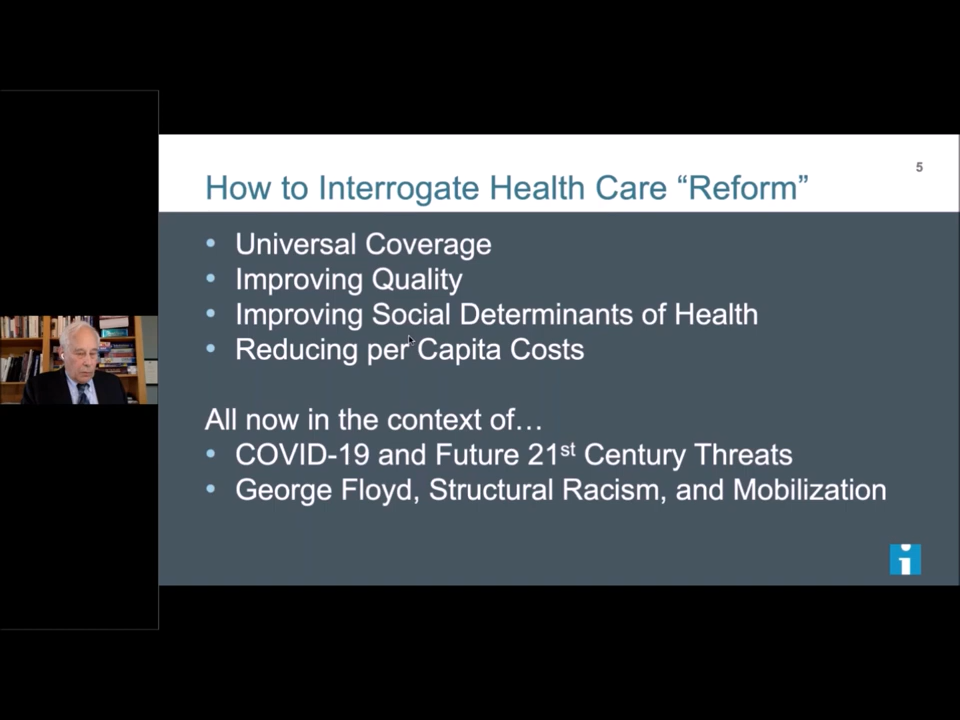 5
How to Interrogate Health Care “Reform”
• Universal Coverage
• Improving Quality
• Improving Social Determinants of Health
• Reducing per Capita Costs
All now in the context of…
• COVID-19 and Future 21st Century Threats
• George Floyd, Structural Racism, and Mobilization
i